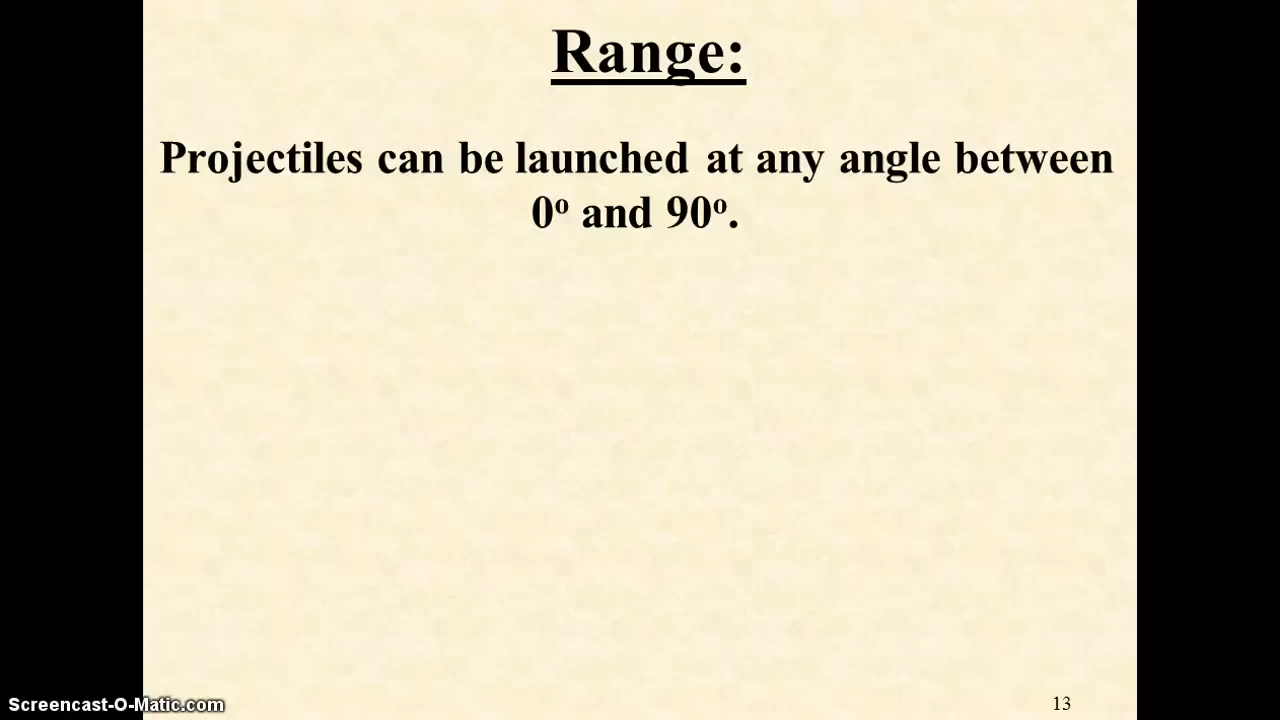 Range:
Projectiles can be launched at any angle between
0º and 90º.
Screencast-O-Matic.com
13